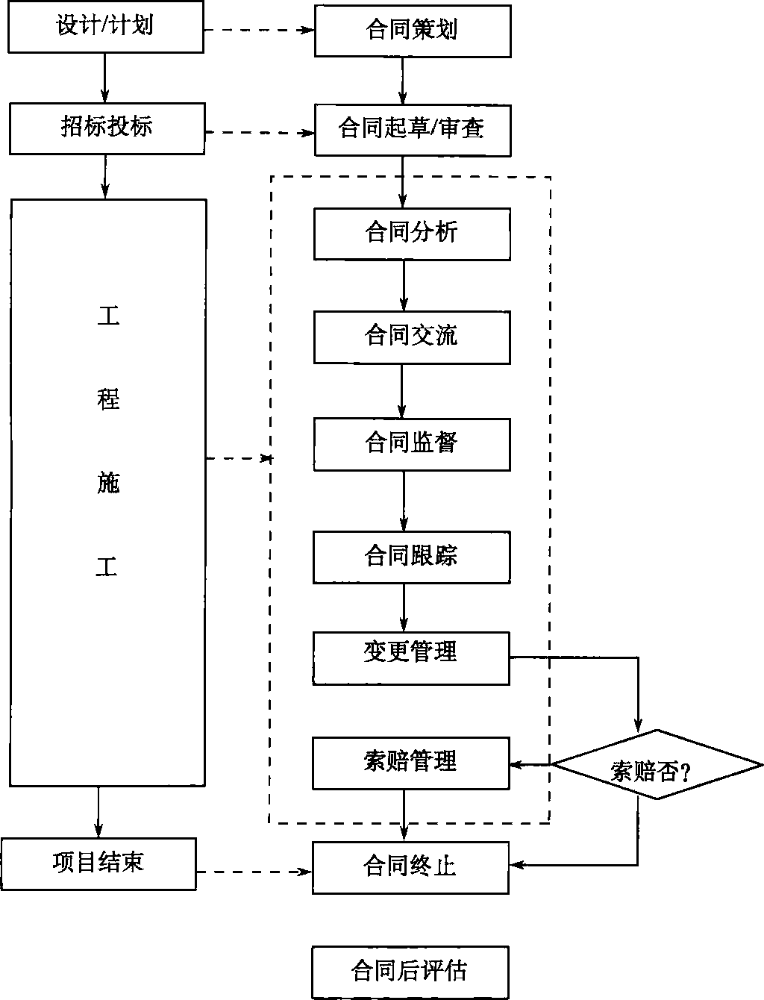 设计/计划
合同策划
招标投标
合同起草/审查
合同分析
工
程
施
工
合同交流
合同监督
合同跟踪
变更管理
索赔管理
索赔否?
项目结束
合同终止
合同后评估